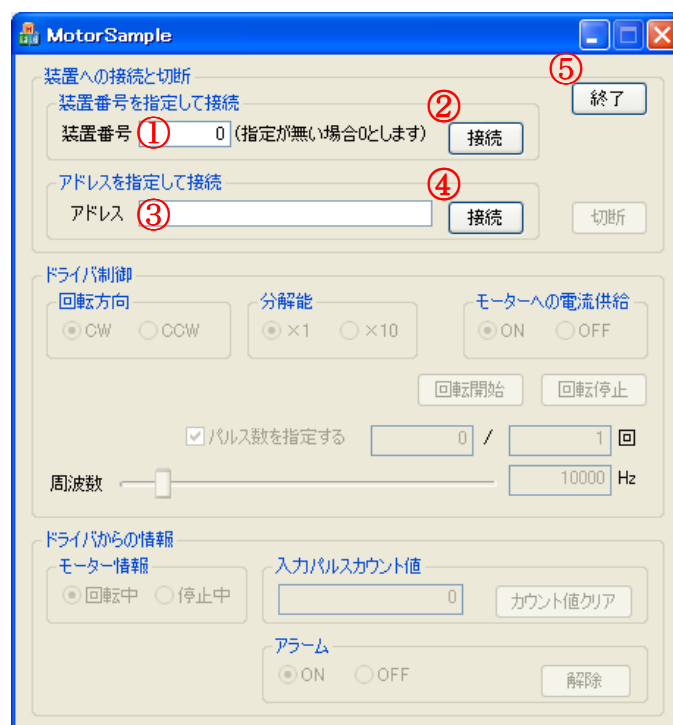 MotorSample
装置への接続と切断
⑤
終了
装置番号を指定して接続
②
装置番号 ① 0 (指定が無い場合0とします) 接続
アドレスを指定して接続
④
アドレス ③ 接続 切断
ドライバ制御
回転方向 分解能 モーターへの電流供給
CW CCW ×1 ×10 ON OFF
回転開始 回転停止
パルス数を指定する 0 / 1 回
周波数 10000 Hz
ドライバからの情報
モーター情報 入力パルスカウント値
回転中 停止中 0 カウント値クリア
アラーム
ON OFF 解除